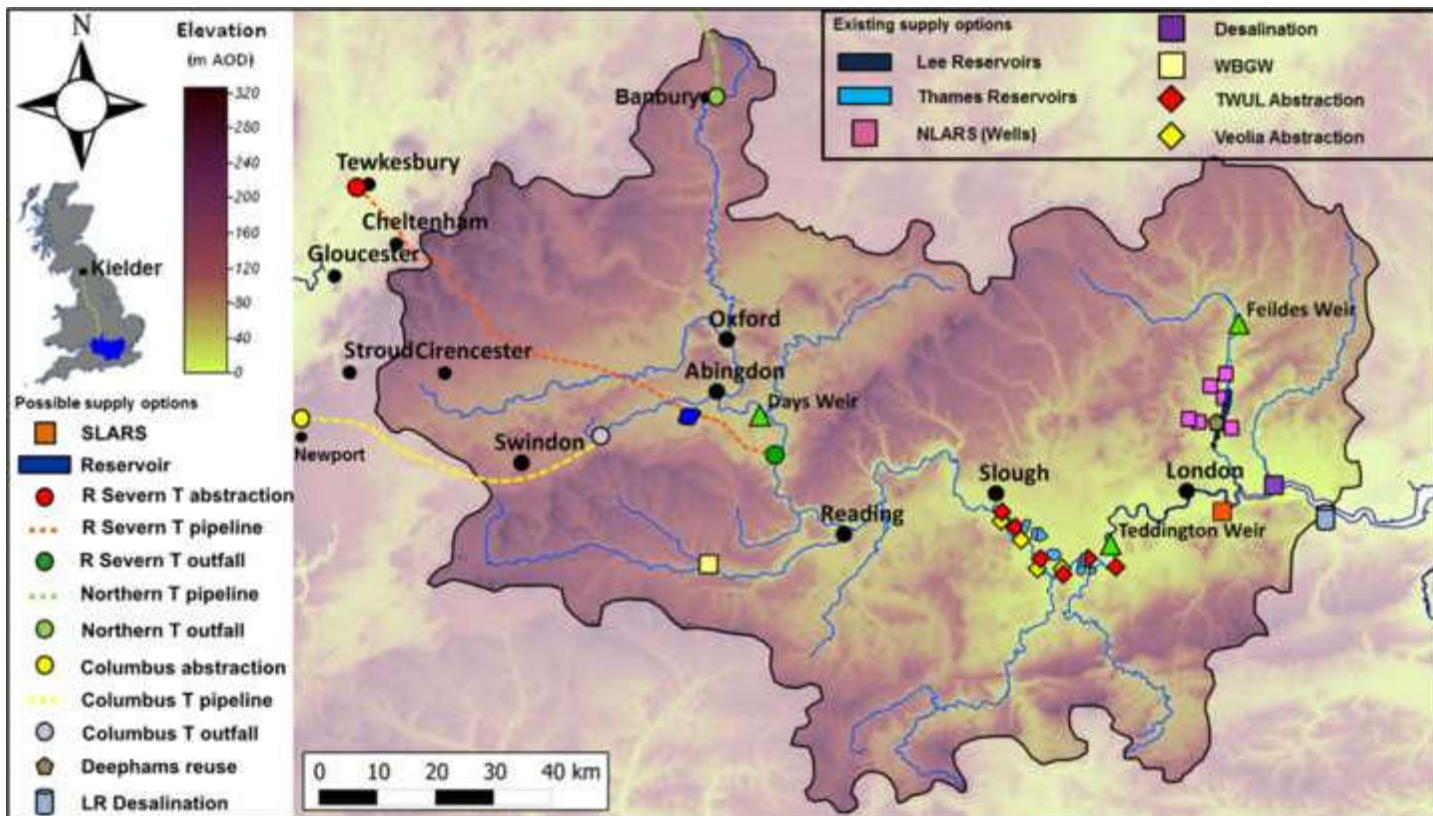 N
Elevation
(m AOD)
320
280
240
200
160
120
80
40
0
Kielder
Possible supply options
SLARS
Reservoir
R Severn T abstraction
R Severn T pipeline
R Severn T outfall
Northern T pipeline
Northern T outfall
Columbus abstraction
Columbus T pipeline
Columbus T outfall
Deephams reuse
LR Desalination
Existing supply options
Lee Reservoirs
Thames Reservoirs
NLARS (Wells)
Desalination
WBGW
TWUL Abstraction
Veolia Abstraction
Banbury
Tewkesbury
Cheltenham
Gloucester
Feildes Weir
Oxford
Stroud
Cirencester
Abingdon
Days Weir
Swindon
Newport
Slough
London
Reading
Teddington Weir
0 10 20 30 40 km